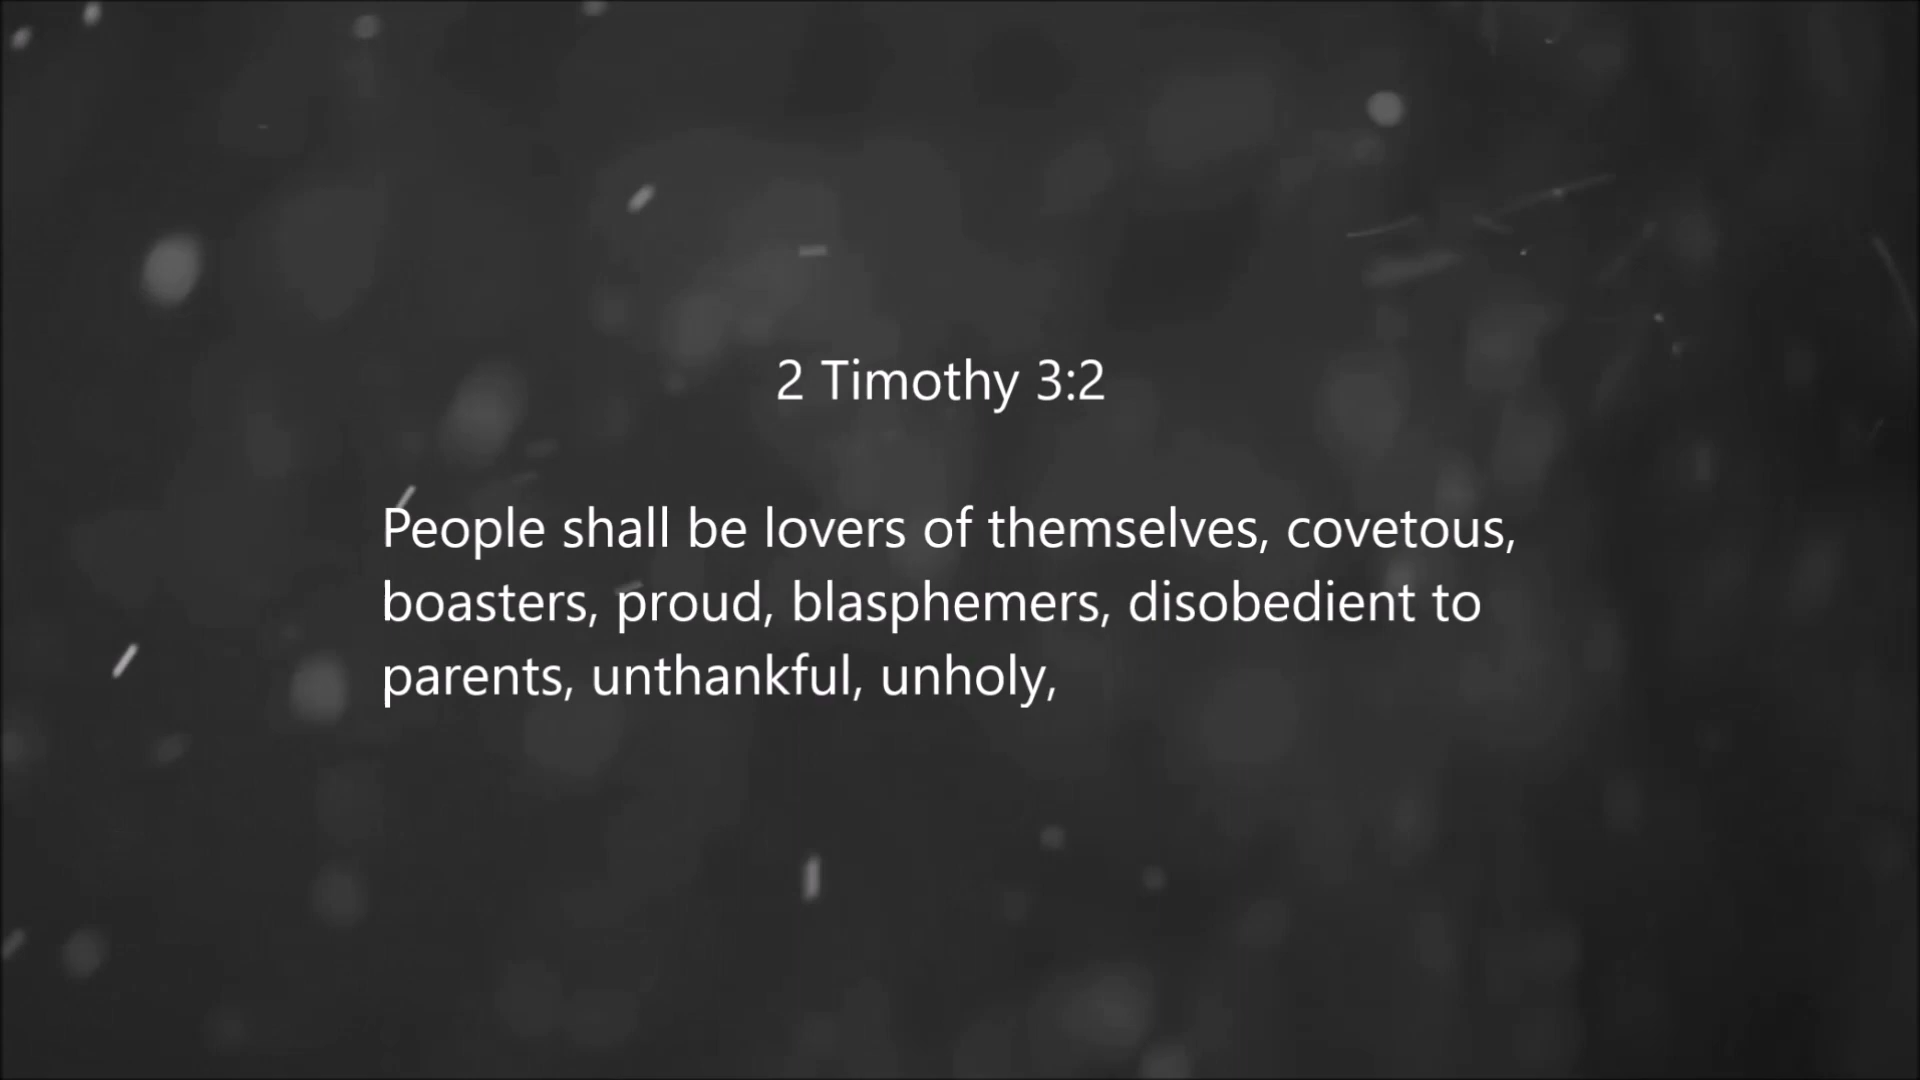 2 Timothy 3:2
People shall be lovers of themselves, covetous,
boasters, proud, blasphemers, disobedient to
parents, unthankful, unholy,